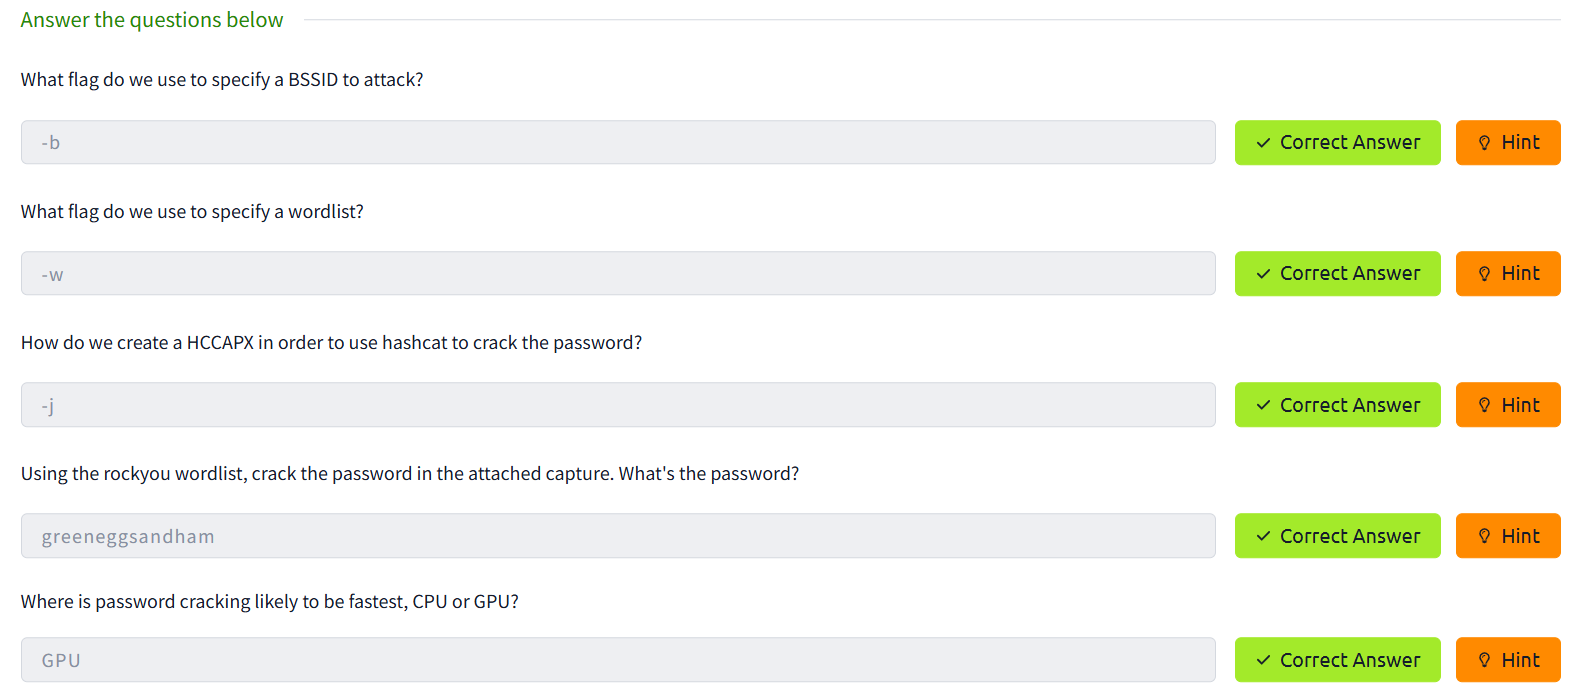 Answer the questions below
What flag do we use to specify a BSSID to attack?
-b
Correct Answer
Hint
What flag do we use to specify a wordlist?
-w
Correct Answer
Hint
How do we create a HCCAPX in order to use hashcat to crack the password?
-j
Correct Answer
Hint
Using the rockyou wordlist, crack the password in the attached capture. What's the password?
greeneggsandham
Correct Answer
Hint
Where is password cracking likely to be fastest, CPU or GPU?
GPU
Correct Answer
Hint